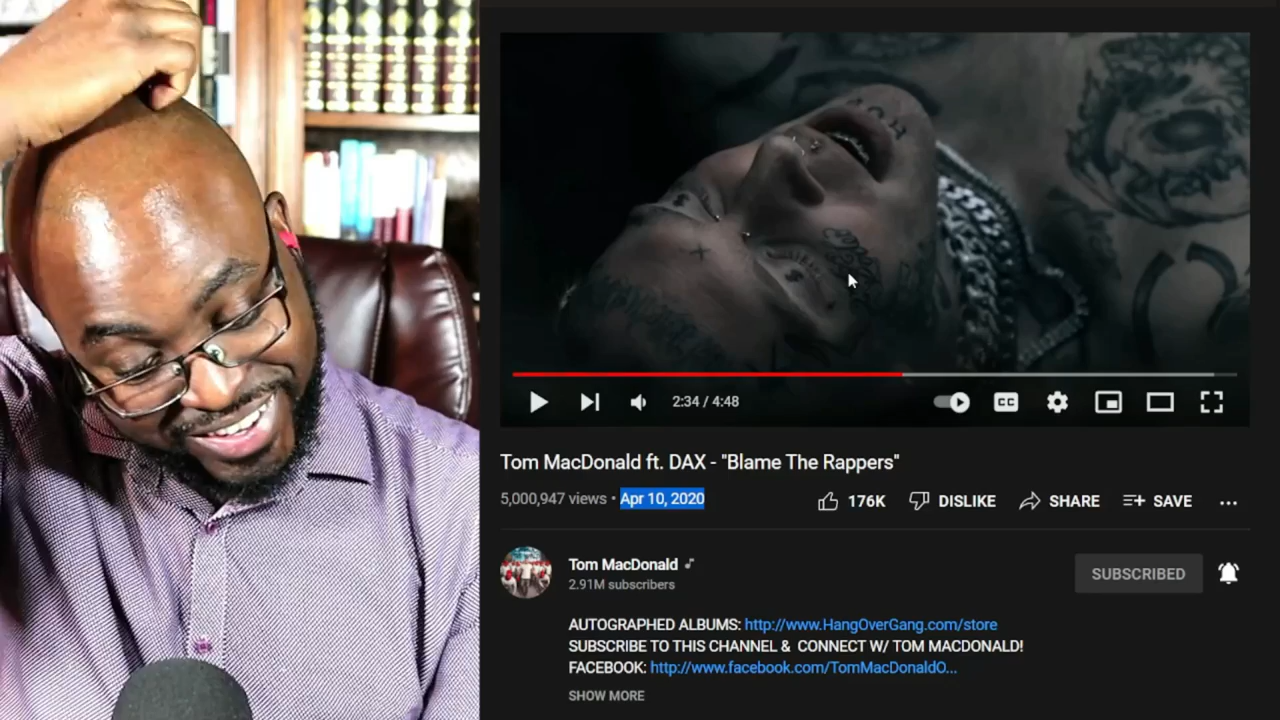 2:34 / 4:48
CC
Tom MacDonald ft. DAX - "Blame The Rappers"
5,000,947 views • Apr 10, 2020
176K
DISLIKE
SHARE
SAVE
Tom MacDonald
2.91M subscribers
SUBSCRIBED
AUTOGRAPHED ALBUMS: http://www.HangOverGang.com/store
SUBSCRIBE TO THIS CHANNEL & CONNECT W/ TOM MACDONALD!
FACEBOOK: http://www.facebook.com/TomMacDonaldO...
SHOW MORE